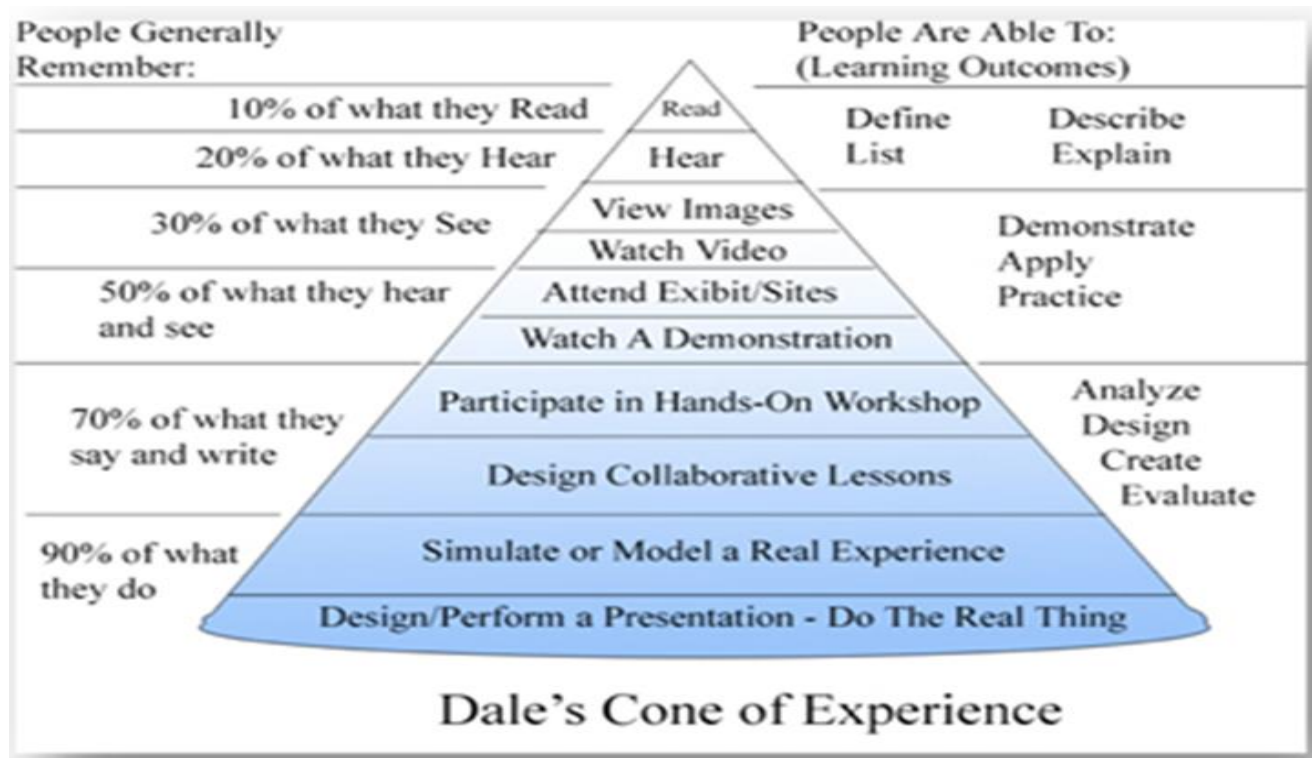 People Generally
Remember:
10% of what they Read
20% of what they Hear
30% of what they See
50% of what they hear
and see
70% of what they
say and write
90% of what
they do
Read
Hear
View Images
Watch Video
Attend Exibit/Sites
Watch A Demonstration
Participate in Hands-On Workshop
Design Collaborative Lessons
Simulate or Model a Real Experience
Design/Perform a Presentation - Do The Real Thing
People Are Able To:
(Learning Outcomes)
Define Describe
List Explain
Demonstrate
Apply
Practice
Analyze
Design
Create
Evaluate
Dale's Cone of Experience